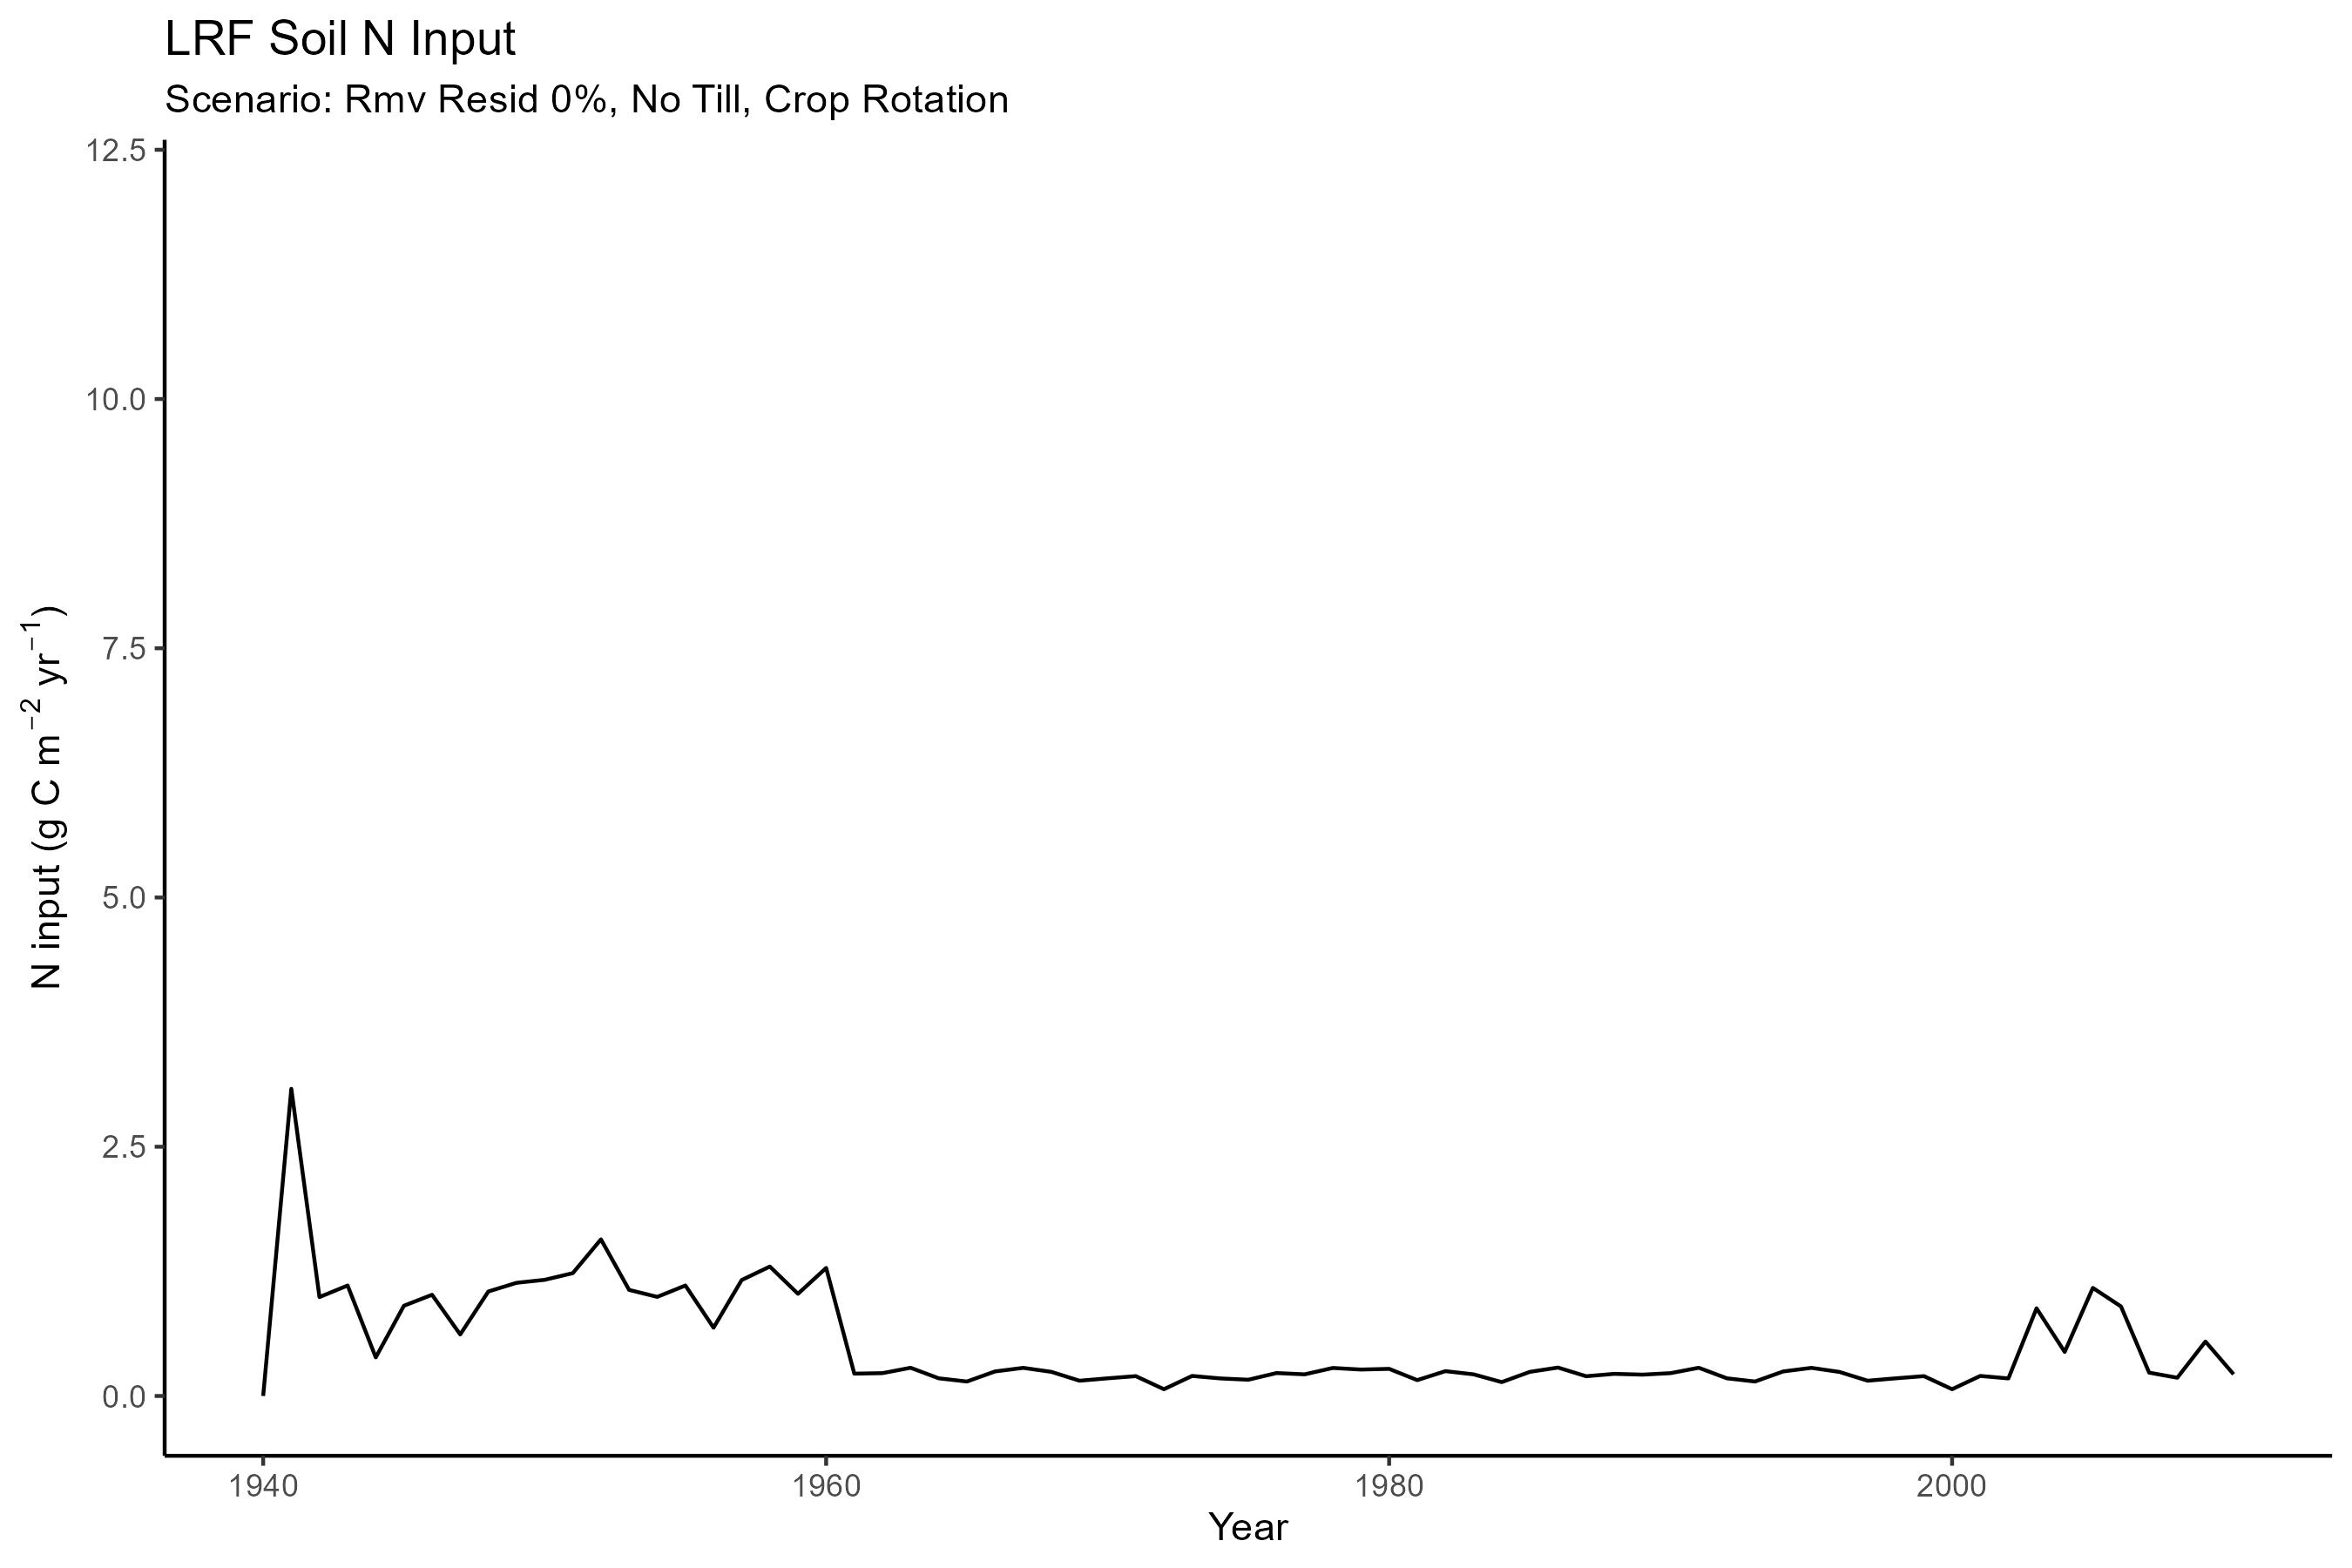 LRF Soil N Input
Scenario: Rmv Resid 0%, No Till, Crop Rotation
12.5
10.0
7.5
5.0
2.5
0.0
N input (g C m⁻² yr⁻¹)
1940 1960 1980 2000
Year